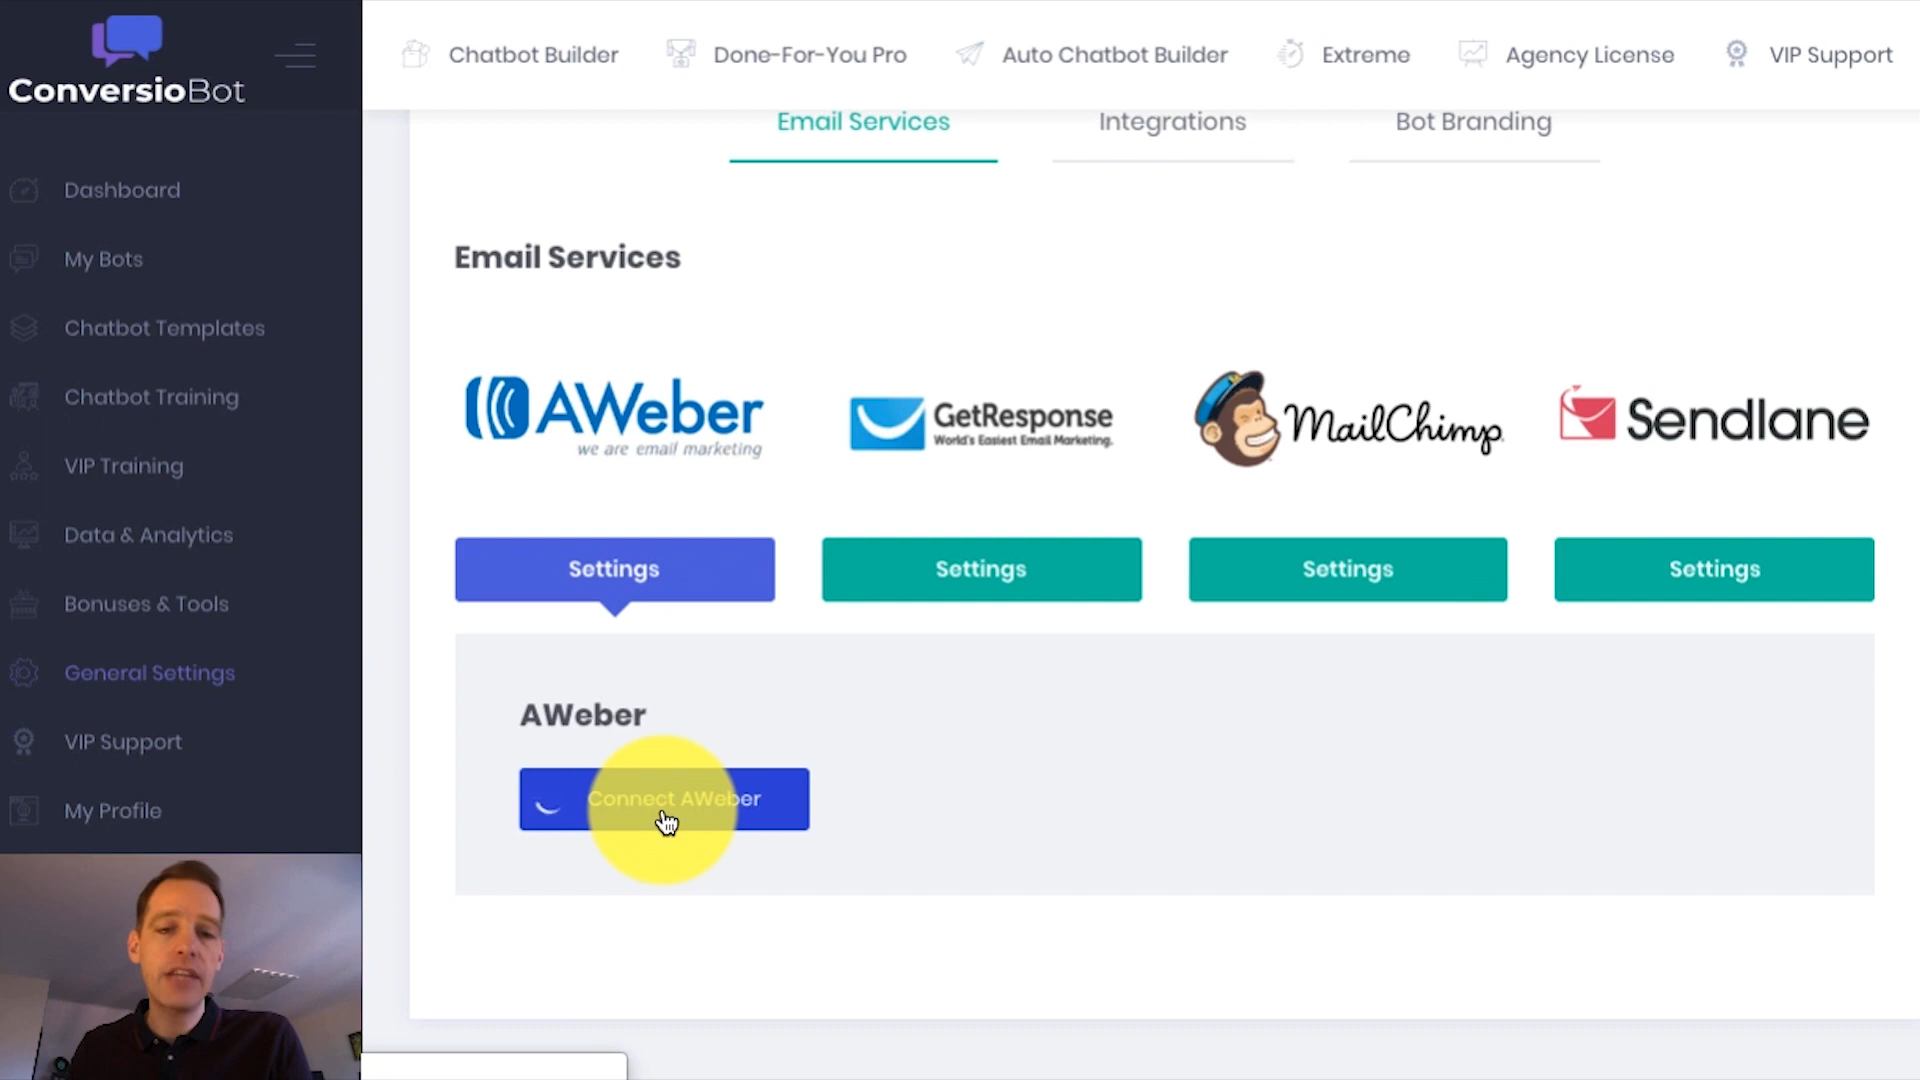 ConversioBot
Chatbot Builder
Done-For-You Pro
Auto Chatbot Builder
Extreme
Agency License
VIP Support
Dashboard
My Bots
Chatbot Templates
Chatbot Training
VIP Training
Data & Analytics
Bonuses & Tools
General Settings
VIP Support
My Profile
Email Services
Integrations
Bot Branding
Email Services
AWeber
we are email marketing
GetResponse
World's Easiest Email Marketing.
MailChimp
Sendlane
Settings
Settings
Settings
Settings
AWeber
Connect AWeber